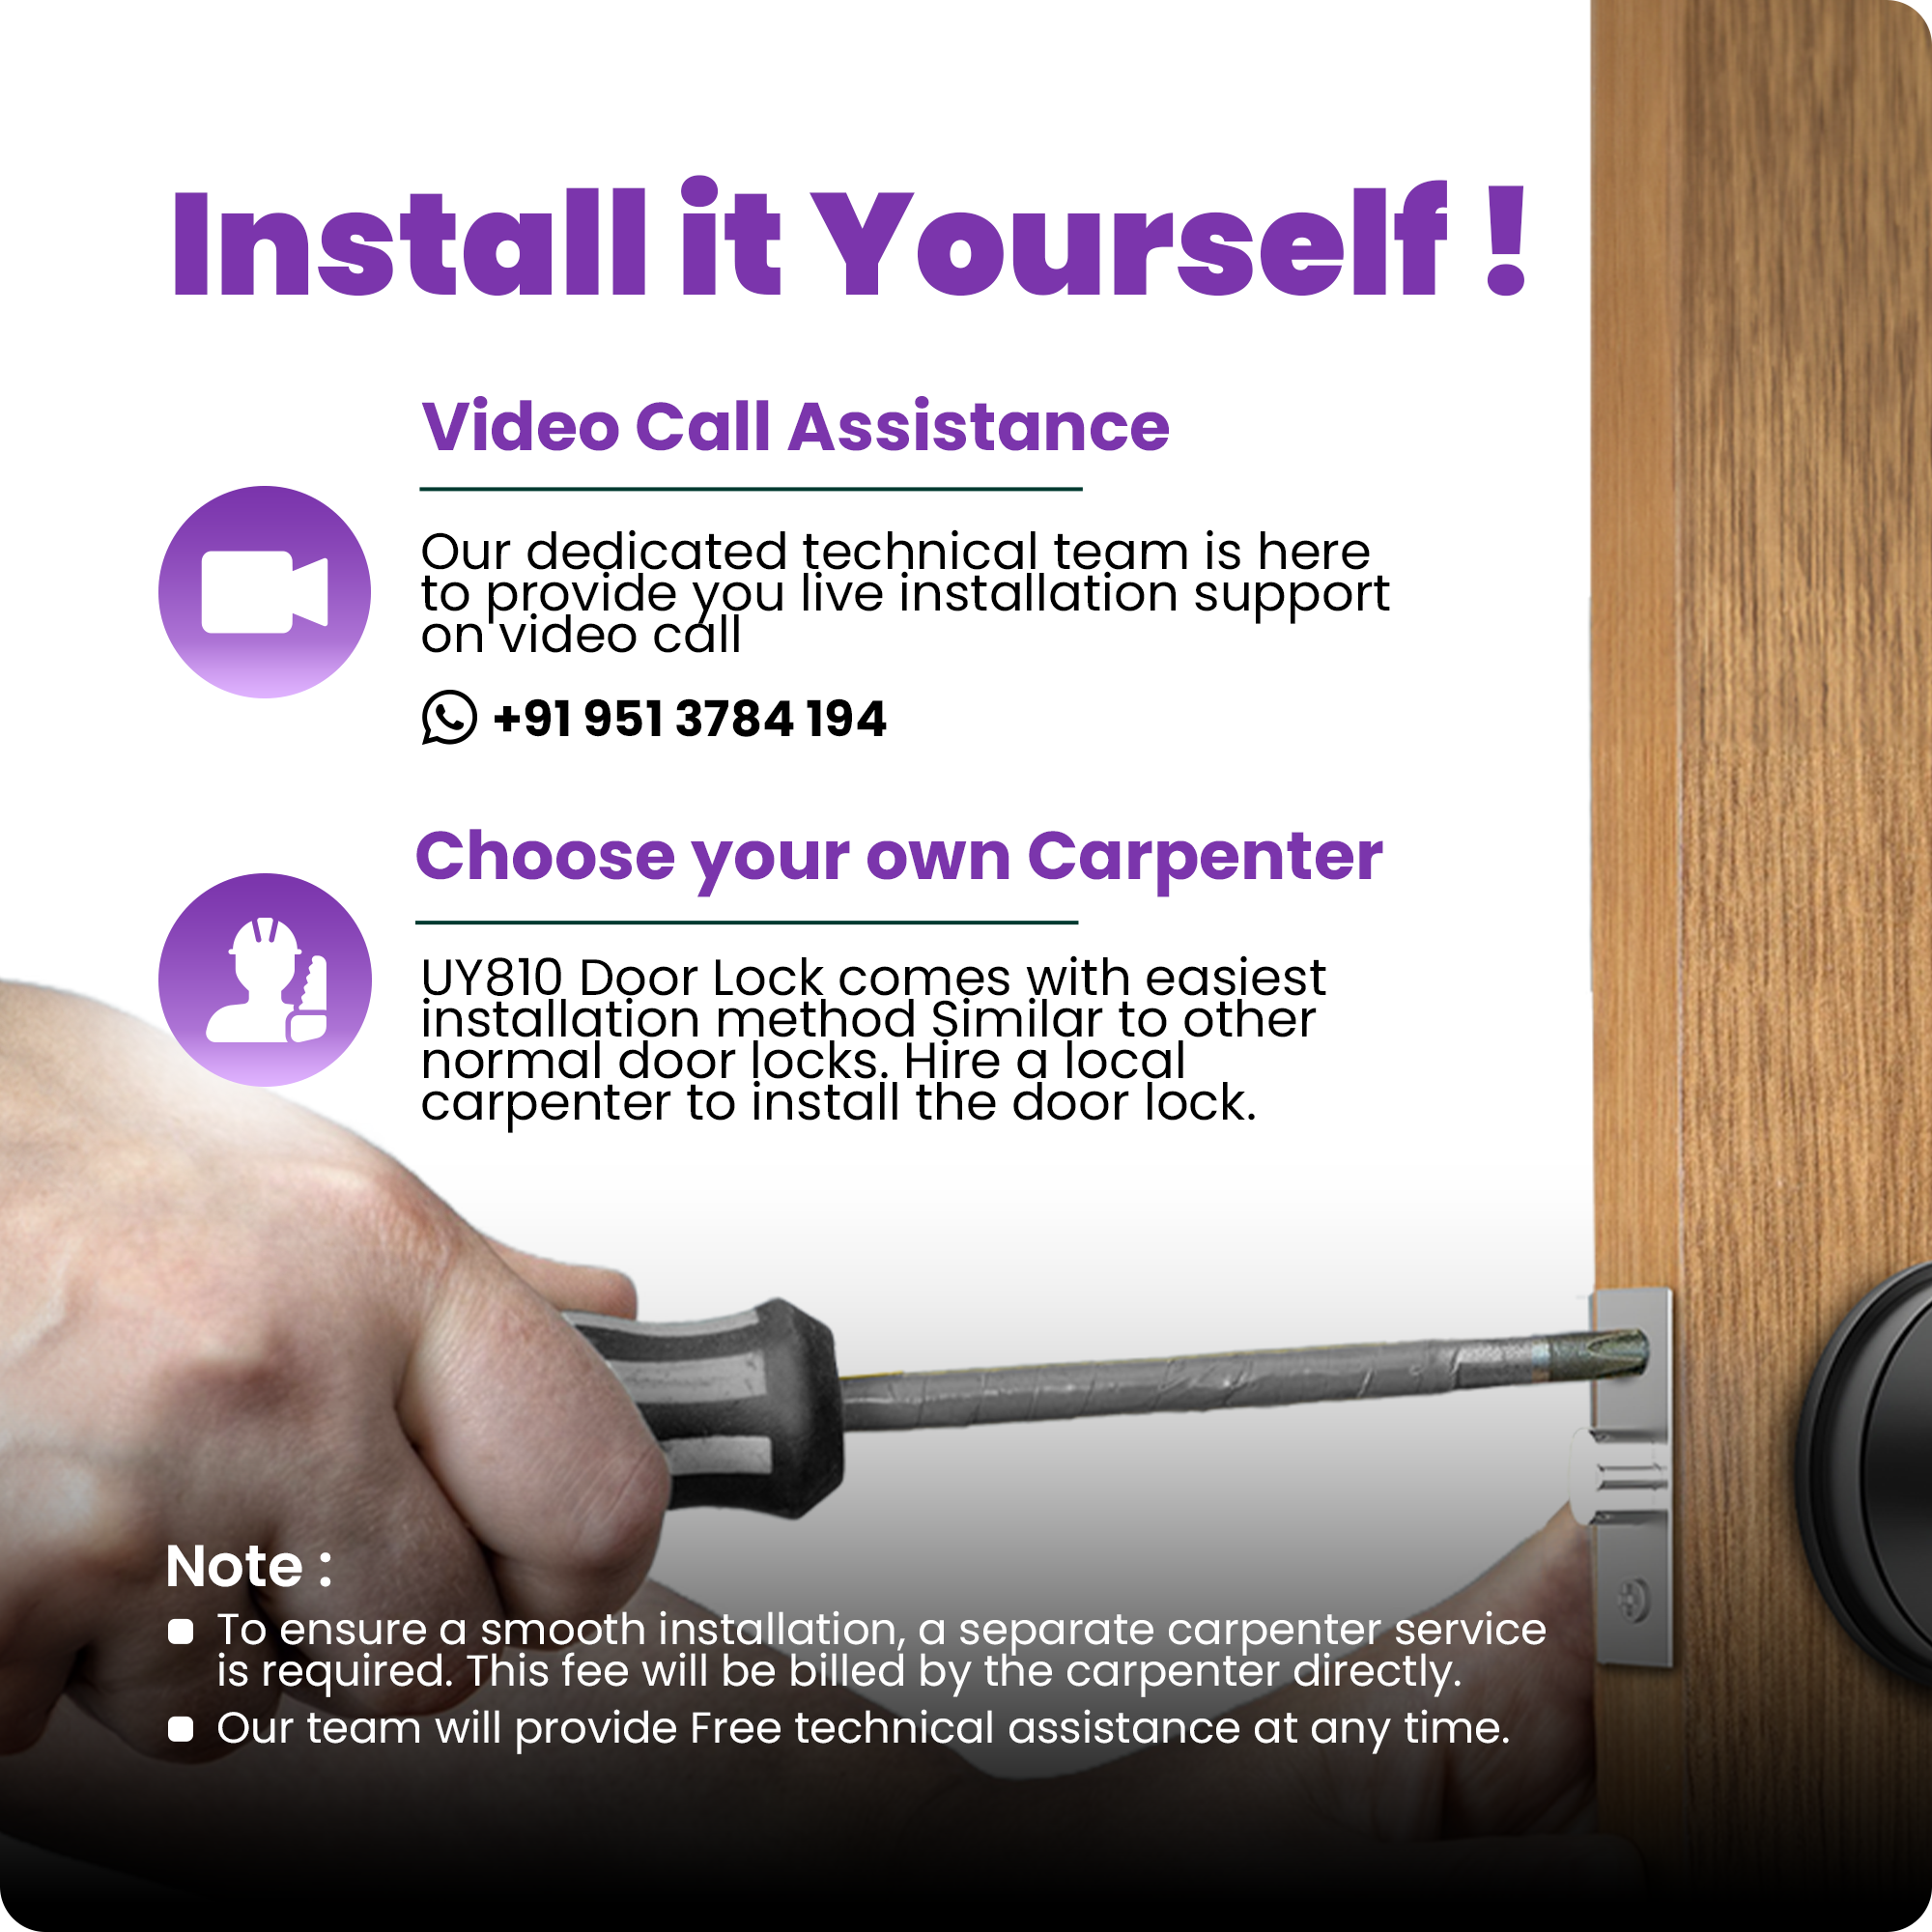 Install it Yourself !
Video Call Assistance
Our dedicated technical team is here
to provide you live installation support
on video call
+91 951 3784 194
Choose your own Carpenter
UY810 Door Lock comes with easiest
installation method Similar to other
normal door locks. Hire a local
carpenter to install the door lock.
Note :
To ensure a smooth installation, a separate carpenter service
is required. This fee will be billed by the carpenter directly.
Our team will provide Free technical assistance at any time.